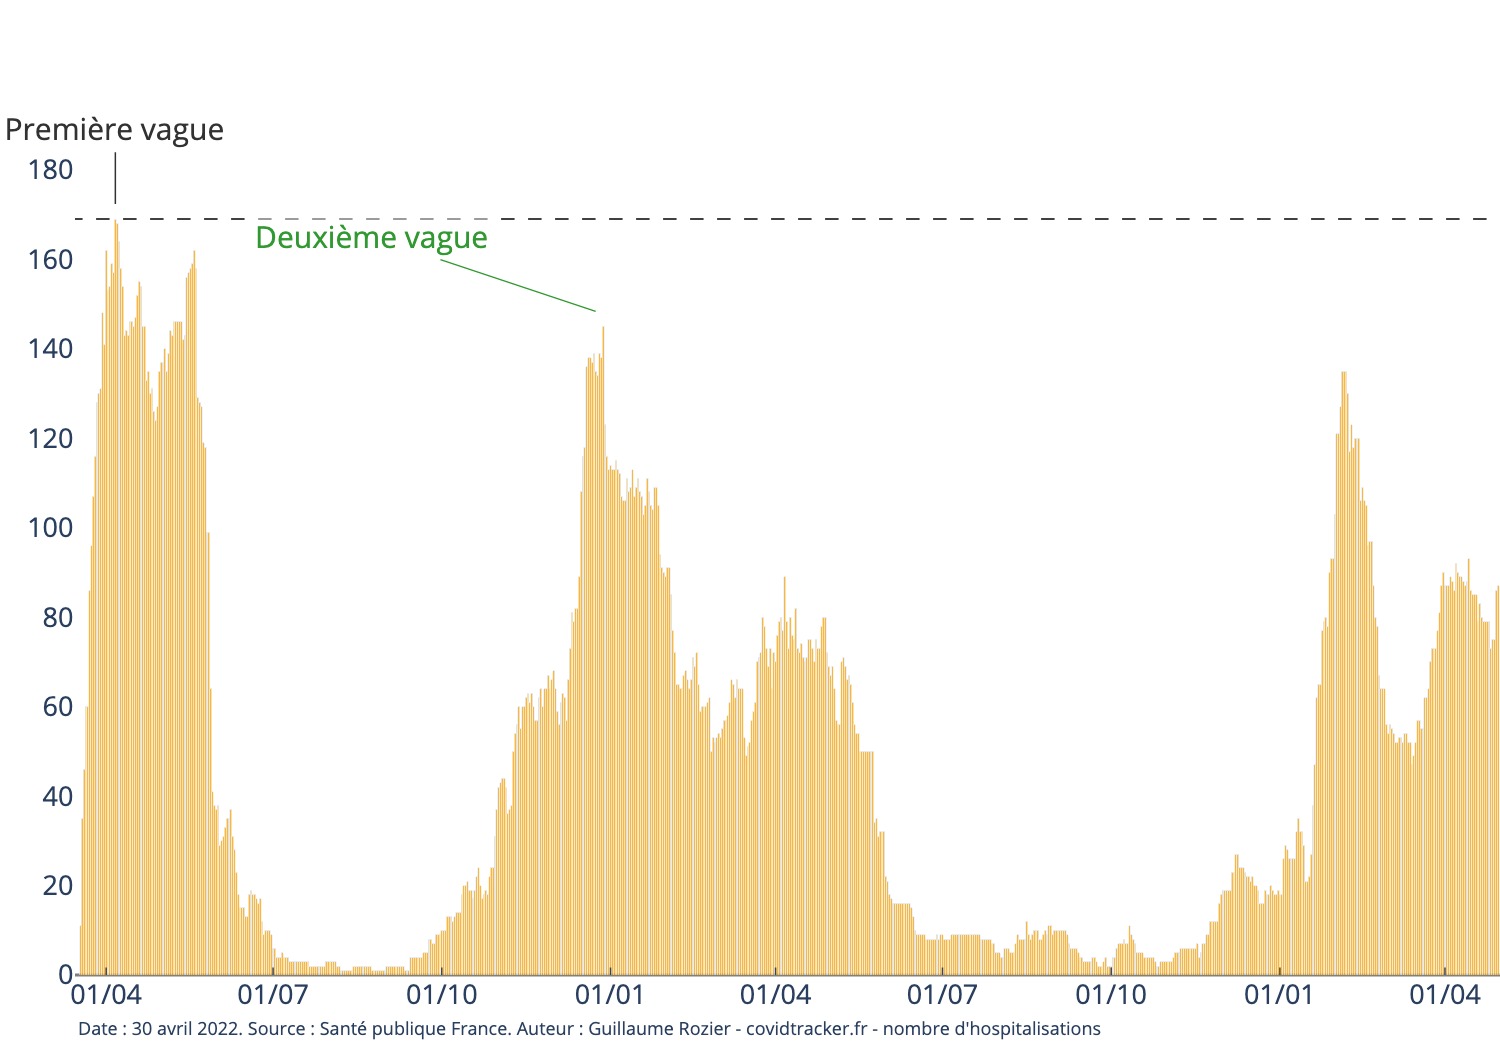 Première vague
180
Deuxième vague
160
140
120
100
80
60
40
20
0
01/04 01/07 01/10 01/01 01/04 01/07 01/10 01/01 01/04
Date : 30 avril 2022. Source : Santé publique France. Auteur : Guillaume Rozier - covidtracker.fr - nombre d'hospitalisations